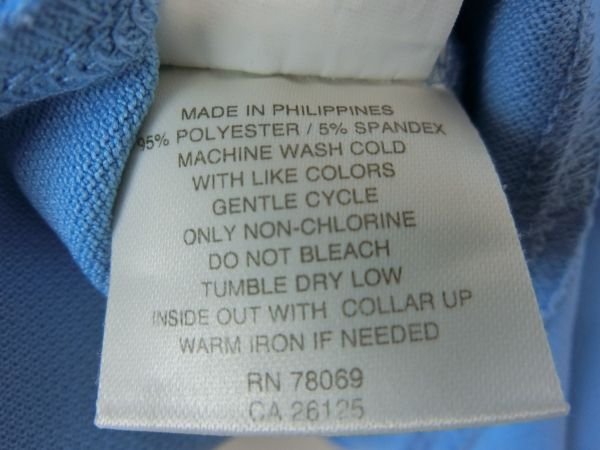 MADE IN PHILIPPINES
95% POLYESTER / 5% SPANDEX
MACHINE WASH COLD
WITH LIKE COLORS
GENTLE CYCLE
ONLY NON-CHLORINE
DO NOT BLEACH
TUMBLE DRY LOW
INSIDE OUT WITH COLLAR UP
WARM IRON IF NEEDED
RN 78069
CA 26125